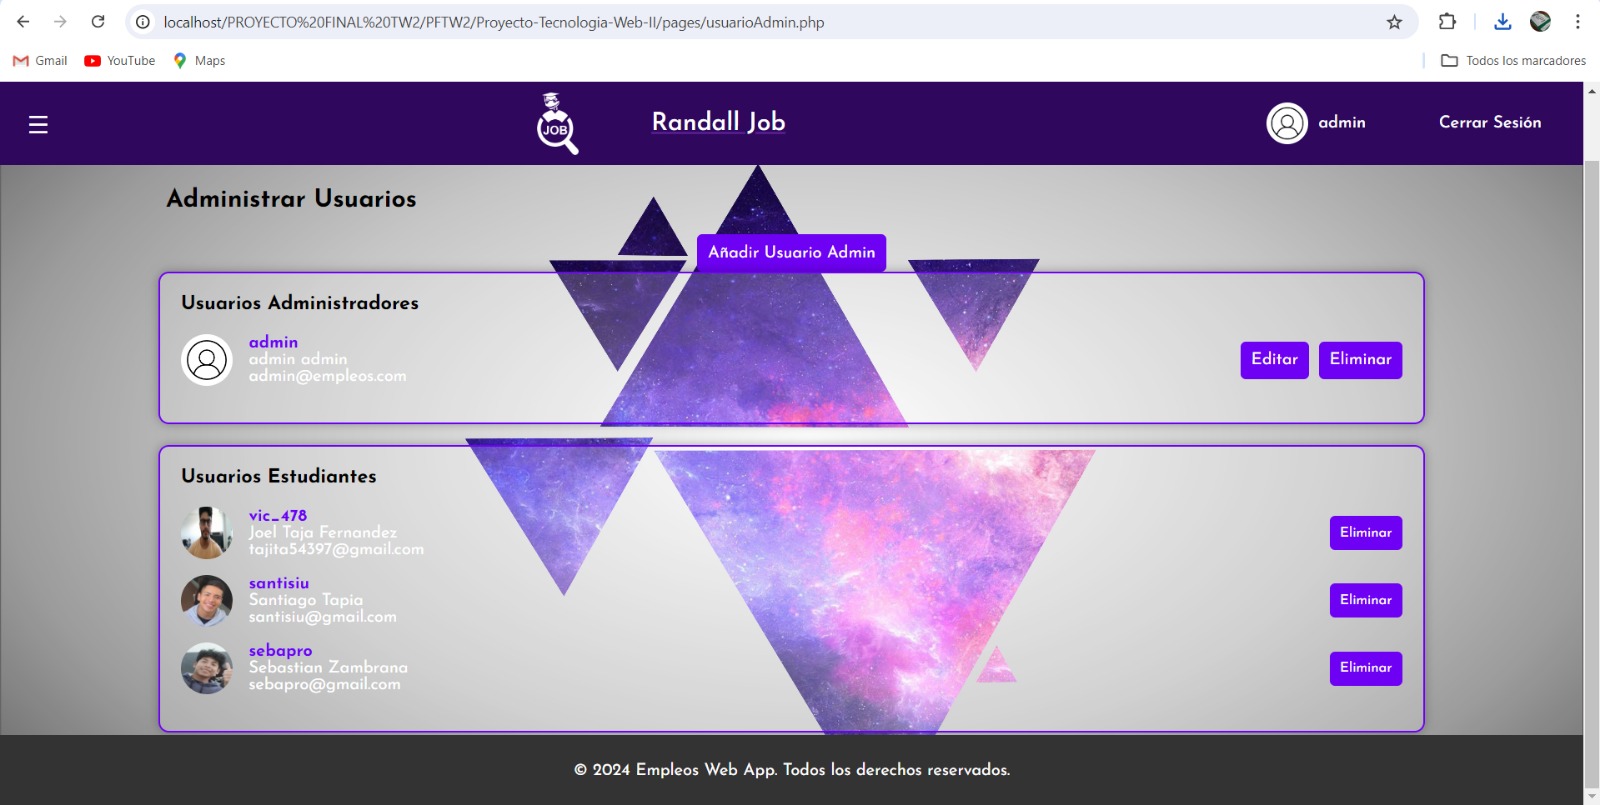 localhost/PROYECTO%20FINAL%20TW2/PFTW2/Proyecto-Tecnologia-Web-II/pages/usuarioAdmin.php
Gmail YouTube Maps Todos los marcadores
☰ JOB Randall Job admin Cerrar Sesión
Administrar Usuarios
Añadir Usuario Admin
Usuarios Administradores
admin
admin admin
admin@empleos.com
Editar Eliminar
Usuarios Estudiantes
vic_478
Joel Taja Fernandez
tajita54397@gmail.com
Eliminar
santisiu
Santiago Tapia
santisiu@gmail.com
Eliminar
sebapro
Sebastian Zambrana
sebapro@gmail.com
Eliminar
© 2024 Empleos Web App. Todos los derechos reservados.